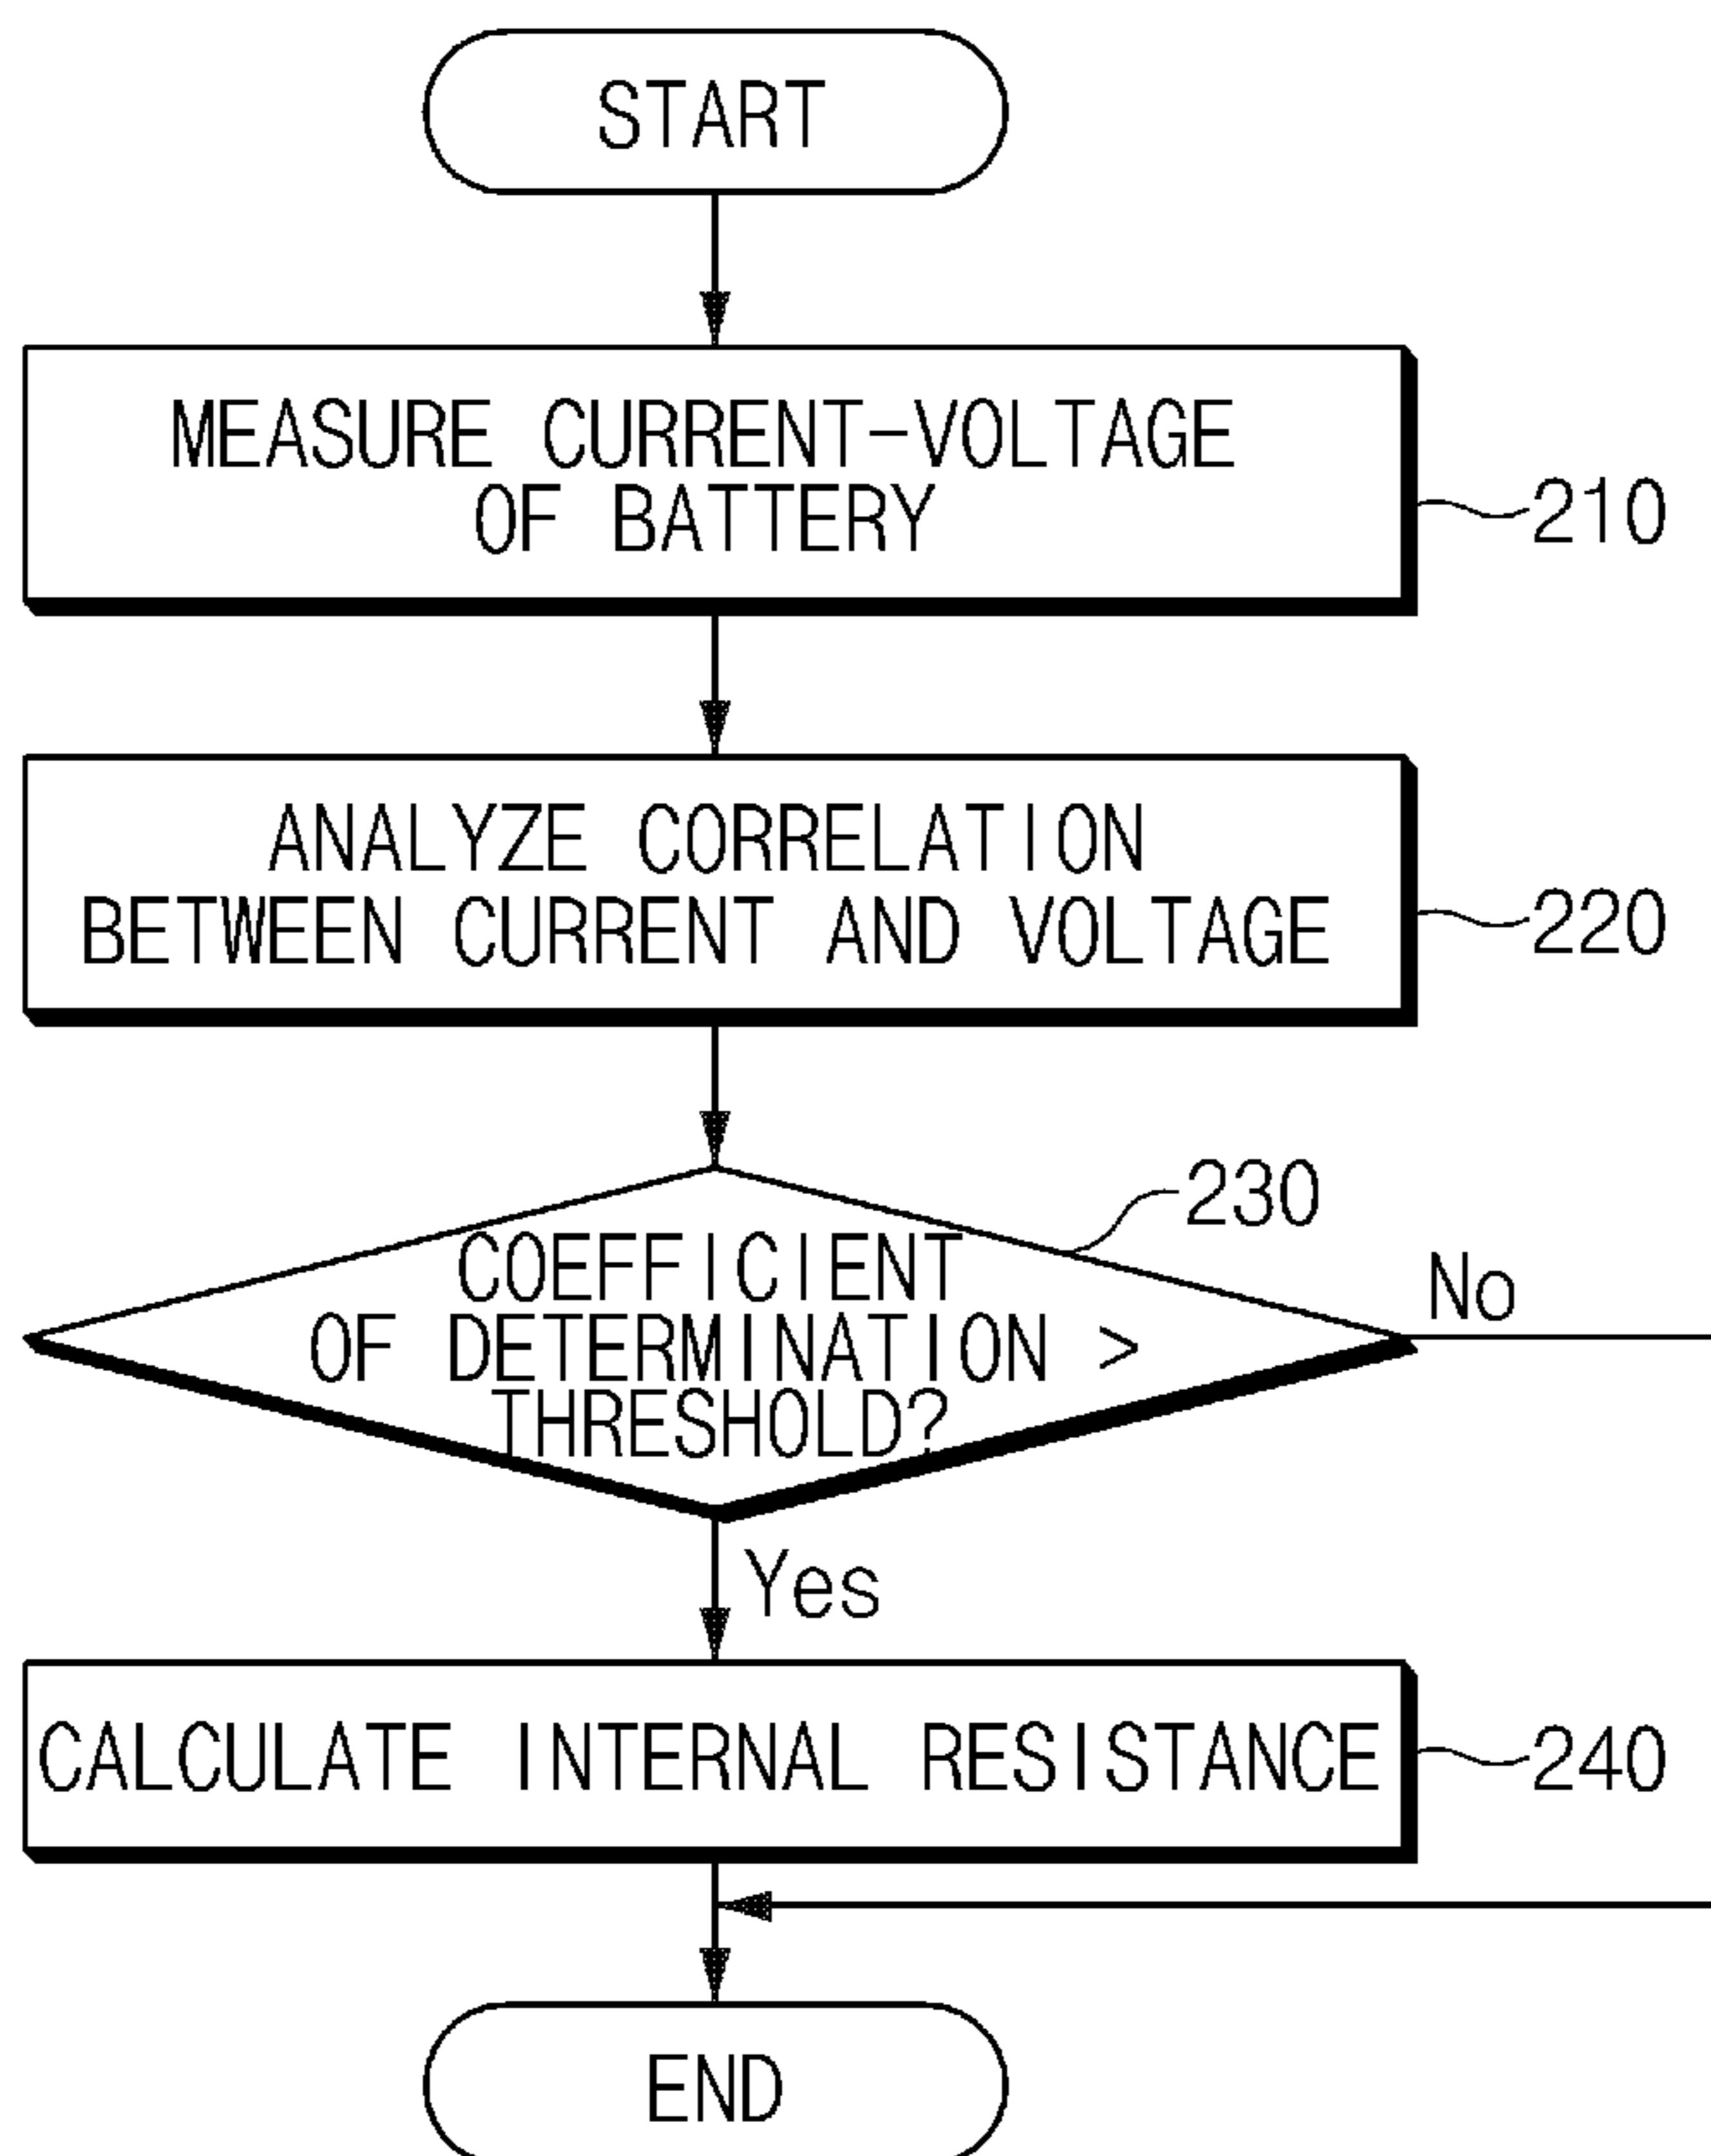 START
MEASURE CURRENT-VOLTAGE
OF BATTERY
210
ANALYZE CORRELATION
BETWEEN CURRENT AND VOLTAGE
220
230
COEFFICIENT
OF DETERMINATION >
THRESHOLD?
No
Yes
CALCULATE INTERNAL RESISTANCE
240
END